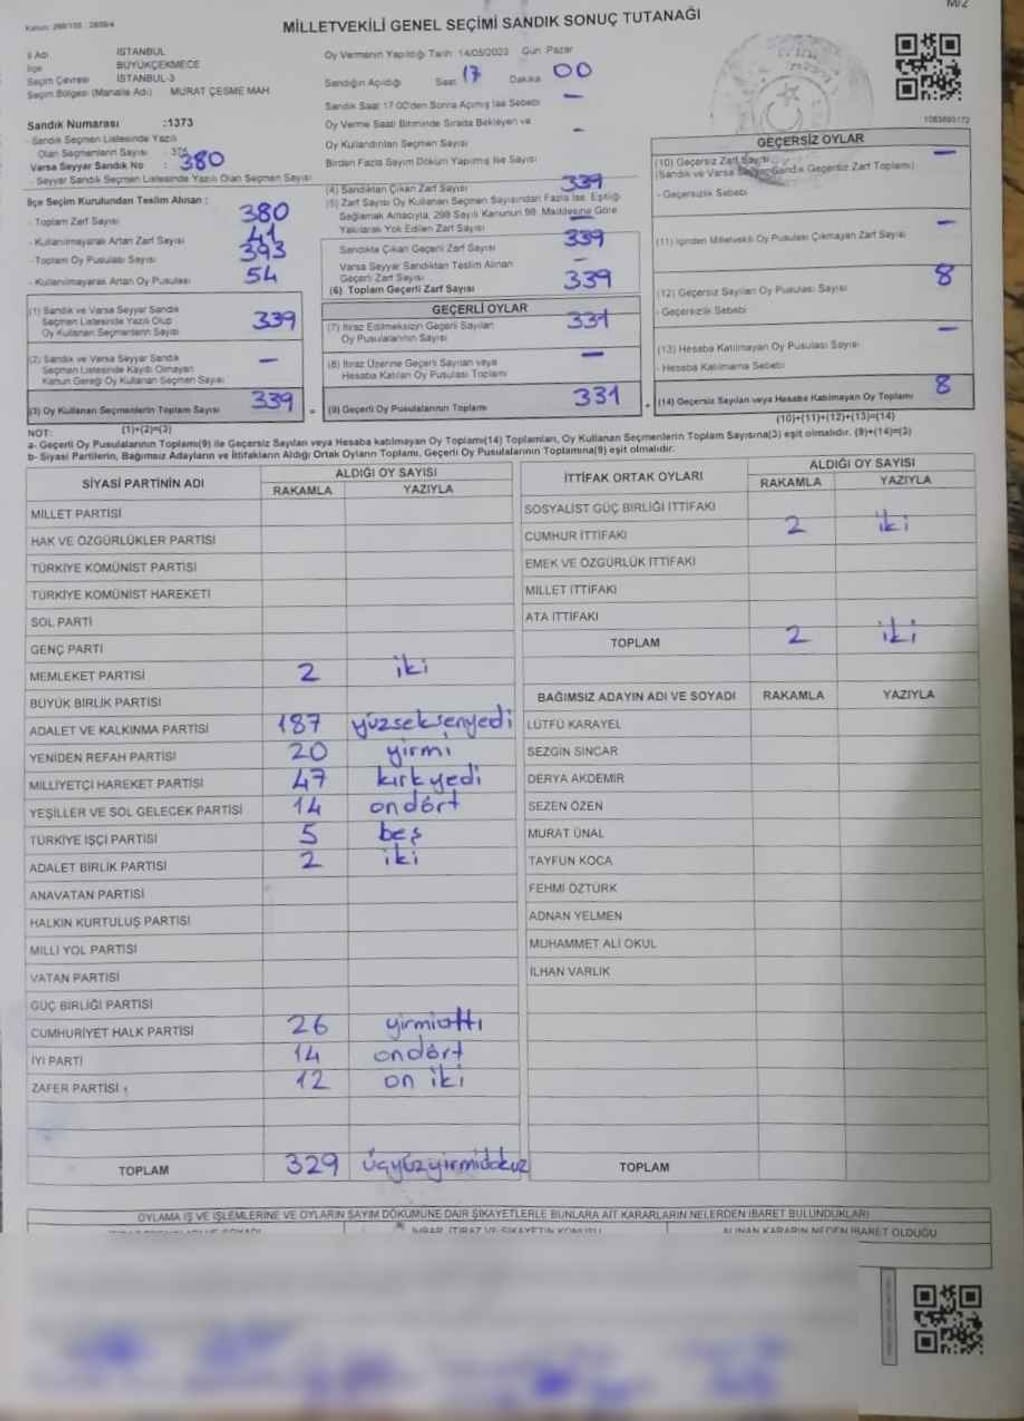 M/2
MİLLETVEKİLİ GENEL SEÇİMİ SANDIK SONUÇ TUTANAĞI
İl Adı İSTANBUL
İlçe BÜYÜKÇEKMECE
Seçim Çevresi İSTANBUL-3
Seçim Bölgesi (Mahalle Adı) MURAT ÇEŞME MAH
Sandık Numarası :1373
Sandık Seçmen Listesinde Yazılı
Olan Seçmenlerin Sayısı : 375
Varsa Seyyar Sandık No : 380
- Seyyar Sandık Seçmen Listesinde Yazılı Olan Seçmen Sayısı
İlçe Seçim Kurulundan Teslim Alınan :
- Toplam Zarf Sayısı 380
- Kullanılmayarak Artan Zarf Sayısı 41
- Toplam Oy Pusulası Sayısı 393
- Kullanılmayarak Artan Oy Pusulası 54
(1) Sandık ve Varsa Seyyar Sandık
Seçmen Listesinde Yazılı Olup
Oy Kullanan Seçmenlerin Sayısı 339
(2) Sandık ve Varsa Seyyar Sandık
Seçmen Listesinde Kayıtlı Olmayan
Kanun Gereği Oy Kullanan Seçmen Sayısı —
(3) Oy Kullanan Seçmenlerin Toplam Sayısı 339
(1)+(2)=(3)
Oy Vermenin Yapıldığı Tarih 14/05/2023 Gün Pazar
Sandığın Açıldığı Saat 17 Dakika 00
Sandık Saat 17.00'den Sonra Açılmış İse Sebebi —
Oy Verme Saati Bitiminde Sırada Bekleyen ve
Oy Kullandırılan Seçmen Sayısı -
Birden Fazla Sayım Döküm Yapılmış İse Sayısı
(4) Sandıktan Çıkan Zarf Sayısı 339
(5) Zarf Sayısı Oy Kullanan Seçmen Sayısından Fazla İse, Eşitliği
Sağlamak Amacıyla, 298 Sayılı Kanunun 98. Maddesine Göre
Yakılarak Yok Edilen Zarf Sayısı —
Sandıkta Çıkan Geçerli Zarf Sayısı 339
Varsa Seyyar Sandıktan Teslim Alınan
Geçerli Zarf Sayısı -
(6) Toplam Geçerli Zarf Sayısı 339
GEÇERLİ OYLAR
(7) İtiraz Edilmeksizin Geçerli Sayılan
Oy Pusulalarının Sayısı 331
(8) İtiraz Üzerine Geçerli Sayılan veya
Hesaba Katılan Oy Pusulası Toplamı —
(9) Geçerli Oy Pusulalarının Toplamı 331
1083693172
GEÇERSİZ OYLAR
(10) Geçersiz Zarf Sayısı
(Sandık ve Varsa Seyyar Sandık Geçersiz Zarf Toplamı) —
- Geçersizlik Sebebi
(11) İçinden Milletvekili Oy Pusulası Çıkmayan Zarf Sayısı —
(12) Geçersiz Sayılan Oy Pusulası Sayısı 8
- Geçersizlik Sebebi
(13) Hesaba Katılmayan Oy Pusulası Sayısı —
- Hesaba Katılmama Sebebi
(14) Geçersiz Sayılan veya Hesaba Katılmayan Oy Toplamı 8
(10)+(11)+(12)+(13)=(14)
NOT:
a- Geçerli Oy Pusulalarının Toplamı(9) ile Geçersiz Sayılan veya Hesaba katılmayan Oy Toplamı(14) Toplamları, Oy Kullanan Seçmenlerin Toplam Sayısına(3) eşit olmalıdır. (9)+(14)=(3)
b- Siyasi Partilerin, Bağımsız Adayların ve İttifakların Aldığı Ortak Oyların Toplamı, Geçerli Oy Pusulalarının Toplamına(9) eşit olmalıdır.
SİYASİ PARTİNİN ADI ALDIĞI OY SAYISI
RAKAMLA YAZIYLA
MİLLET PARTİSİ
HAK VE ÖZGÜRLÜKLER PARTİSİ
TÜRKİYE KOMÜNİST PARTİSİ
TÜRKİYE KOMÜNİST HAREKETİ
SOL PARTİ
GENÇ PARTİ
MEMLEKET PARTİSİ 2 iki
BÜYÜK BİRLİK PARTİSİ
ADALET VE KALKINMA PARTİSİ 187 yüzseksenyedi
YENİDEN REFAH PARTİSİ 20 yirmi
MİLLİYETÇİ HAREKET PARTİSİ 47 kırkyedi
YEŞİLLER VE SOL GELECEK PARTİSİ 14 ondört
TÜRKİYE İŞÇİ PARTİSİ 5 beş
ADALET BİRLİK PARTİSİ 2 iki
ANAVATAN PARTİSİ
HALKIN KURTULUŞ PARTİSİ
MİLLİ YOL PARTİSİ
VATAN PARTİSİ
GÜÇ BİRLİĞİ PARTİSİ
CUMHURİYET HALK PARTİSİ 26 yirmialtı
İYİ PARTİ 14 ondört
ZAFER PARTİSİ 12 on iki
TOPLAM 329 üçyüzyirmidokuz
İTTİFAK ORTAK OYLARI ALDIĞI OY SAYISI
RAKAMLA YAZIYLA
SOSYALİST GÜÇ BİRLİĞİ İTTİFAKI
CUMHUR İTTİFAKI 2 iki
EMEK VE ÖZGÜRLÜK İTTİFAKI
MİLLET İTTİFAKI
ATA İTTİFAKI
TOPLAM 2 iki
BAĞIMSIZ ADAYIN ADI VE SOYADI RAKAMLA YAZIYLA
LÜTFÜ KARAYEL
SEZGİN SİNCAR
DERYA AKDEMİR
SEZEN ÖZEN
MURAT ÜNAL
TAYFUN KOCA
FEHMİ ÖZTÜRK
ADNAN YELMEN
MUHAMMET ALİ OKUL
İLHAN VARLIK
TOPLAM
OYLAMA İŞ VE İŞLEMLERİNE VE OYLARIN SAYIM DÖKÜMÜNE DAİR ŞİKAYETLERLE BUNLARA AİT KARARLARIN NELERDEN İBARET BULUNDUKLARI
İHBAR, İTİRAZ VE ŞİKAYETİN KONUSU ALINAN KARARIN NEDEN İBARET OLDUĞU